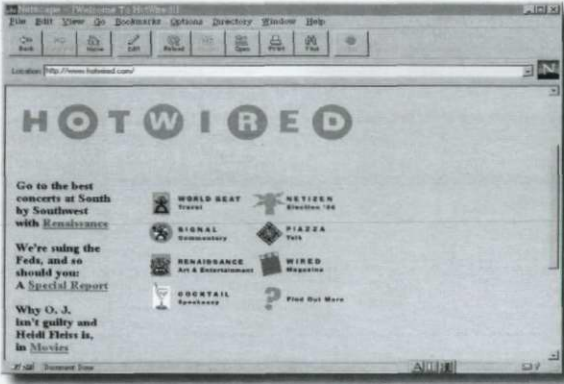 Netscape - [Welcome To HotWired!]
File Edit View Go Bookmarks Options Directory Window Help
Back Home Edit Reload Open Print Find
Location: http://www.hotwired.com/
N
HOTWIRED
Go to the best
concerts at South
by Southwest
with Renaissance
We're suing the
Feds, and so
should you:
A Special Report
Why O. J.
isn't guilty and
Heidi Fleiss is,
in Movies
WORLD BEAT
Travel
NETIZEN
Election '96
SIGNAL
Commentary
PIAZZA
Talk
RENAISSANCE
Art & Entertainment
WIRED
Magazine
COCKTAIL
Speakeasy
Find Out More
Document: Done